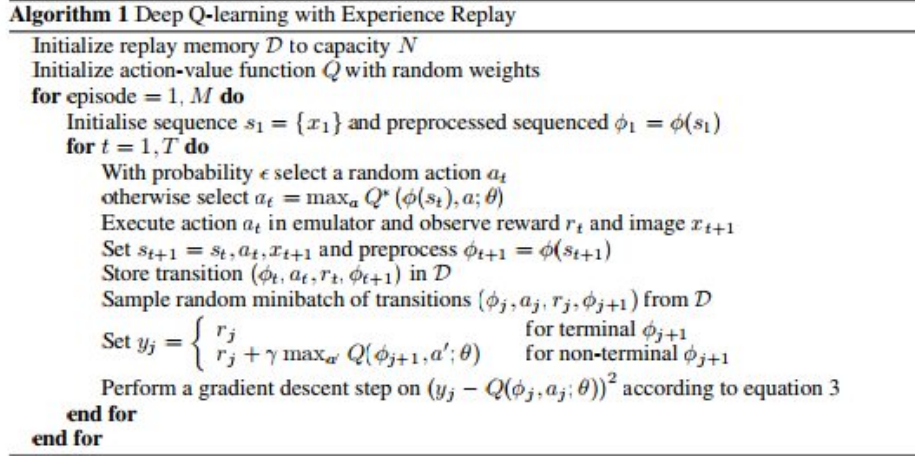 Algorithm 1 Deep Q-learning with Experience Replay
Initialize replay memory 𝒟 to capacity N
Initialize action-value function Q with random weights
for episode = 1, M do
Initialise sequence s₁ = {x₁} and preprocessed sequenced ϕ₁ = ϕ(s₁)
for t = 1, T do
With probability ϵ select a random action aₜ
otherwise select aₜ = maxₐ Q*(ϕ(sₜ), a; θ)
Execute action aₜ in emulator and observe reward rₜ and image xₜ₊₁
Set sₜ₊₁ = sₜ, aₜ, xₜ₊₁ and preprocess ϕₜ₊₁ = ϕ(sₜ₊₁)
Store transition (ϕₜ, aₜ, rₜ, ϕₜ₊₁) in 𝒟
Sample random minibatch of transitions (ϕⱼ, aⱼ, rⱼ, ϕⱼ₊₁) from 𝒟
Set yⱼ = { rⱼ for terminal ϕⱼ₊₁
rⱼ + γ maxₐ′ Q(ϕⱼ₊₁, a′; θ) for non-terminal ϕⱼ₊₁
Perform a gradient descent step on (yⱼ − Q(ϕⱼ, aⱼ; θ))² according to equation 3
end for
end for